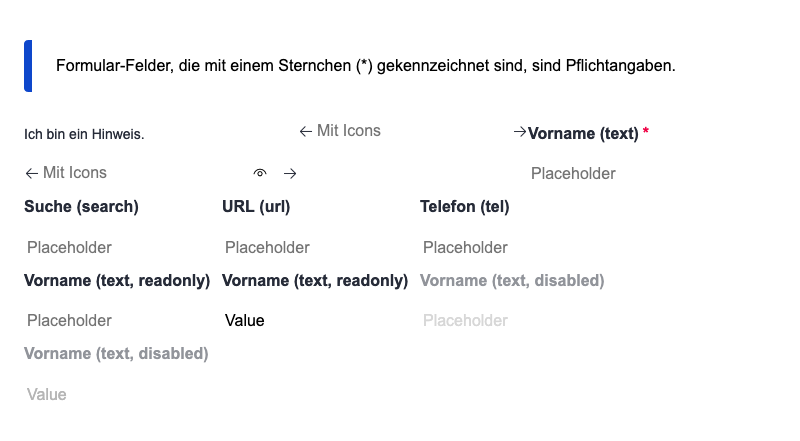 Formular-Felder, die mit einem Sternchen (*) gekennzeichnet sind, sind Pflichtangaben.
Ich bin ein Hinweis. ← Mit Icons → Vorname (text) *
← Mit Icons → Placeholder
Suche (search) URL (url) Telefon (tel)
Placeholder Placeholder Placeholder
Vorname (text, readonly) Vorname (text, readonly) Vorname (text, disabled)
Placeholder Value Placeholder
Vorname (text, disabled)
Value